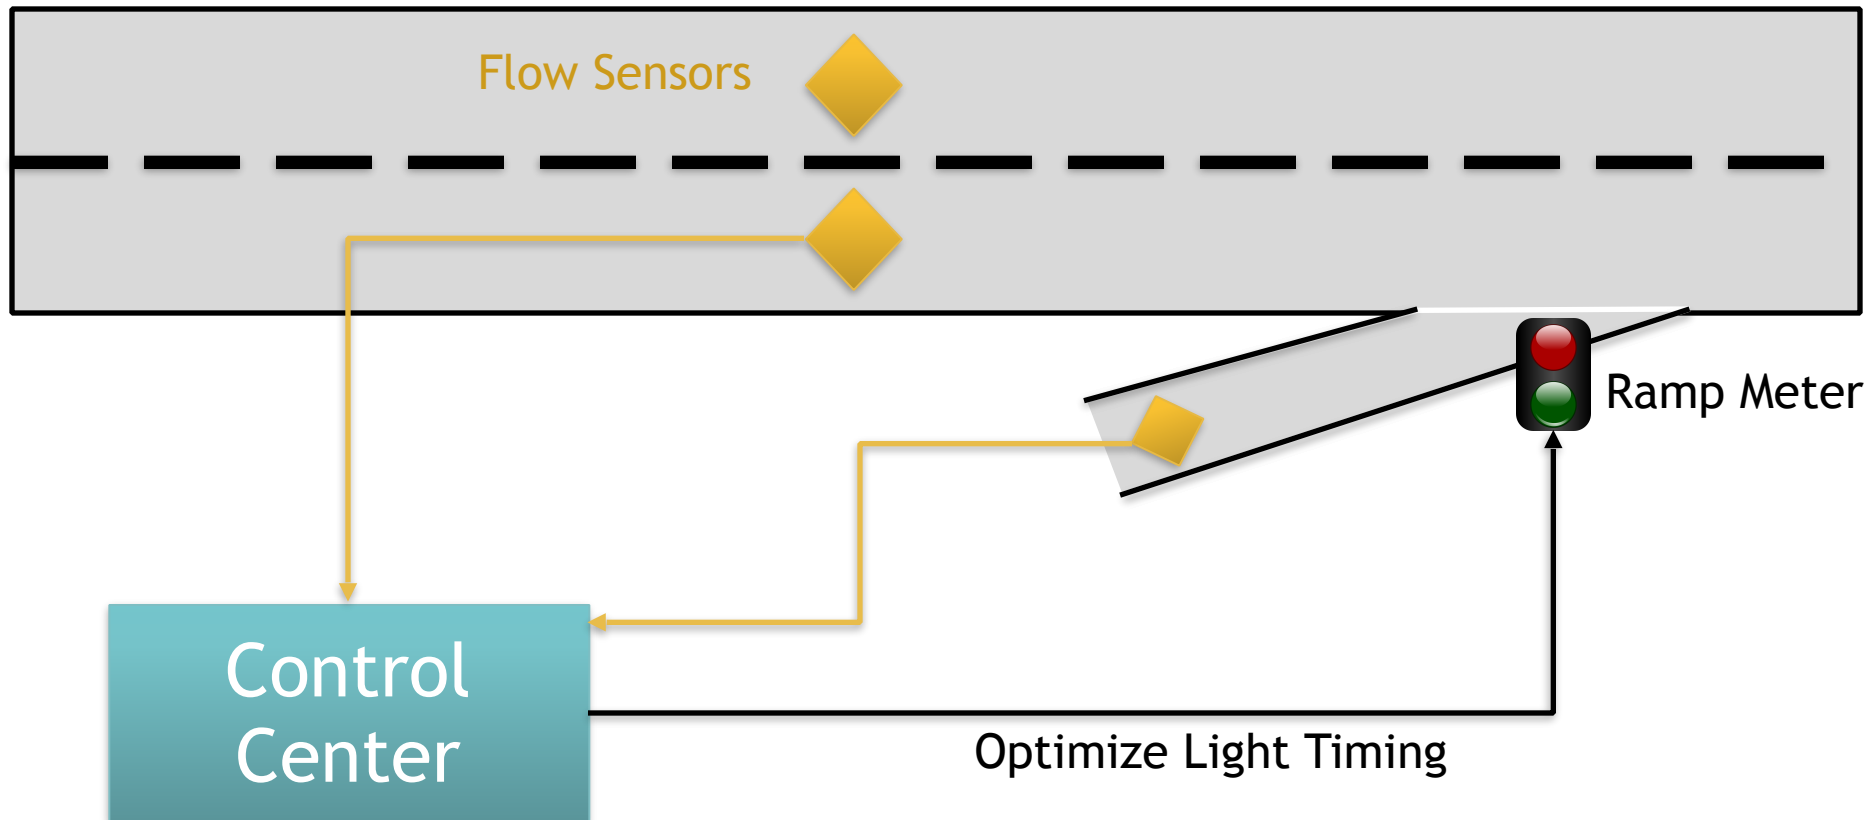 Flow Sensors
Ramp Meter
Control
Center
Optimize Light Timing